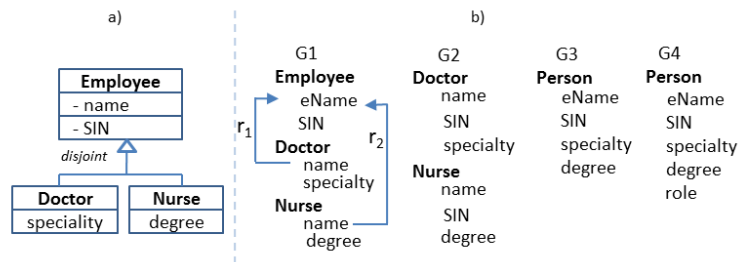 a)
Employee
- name
- SIN
disjoint
Doctor
speciality
Nurse
degree
b)
G1
Employee
eName
SIN
Doctor
name
specialty
Nurse
name
degree
r1
r2
G2
Doctor
name
SIN
specialty
Nurse
name
SIN
degree
G3
Person
eName
SIN
specialty
degree
G4
Person
eName
SIN
specialty
degree
role